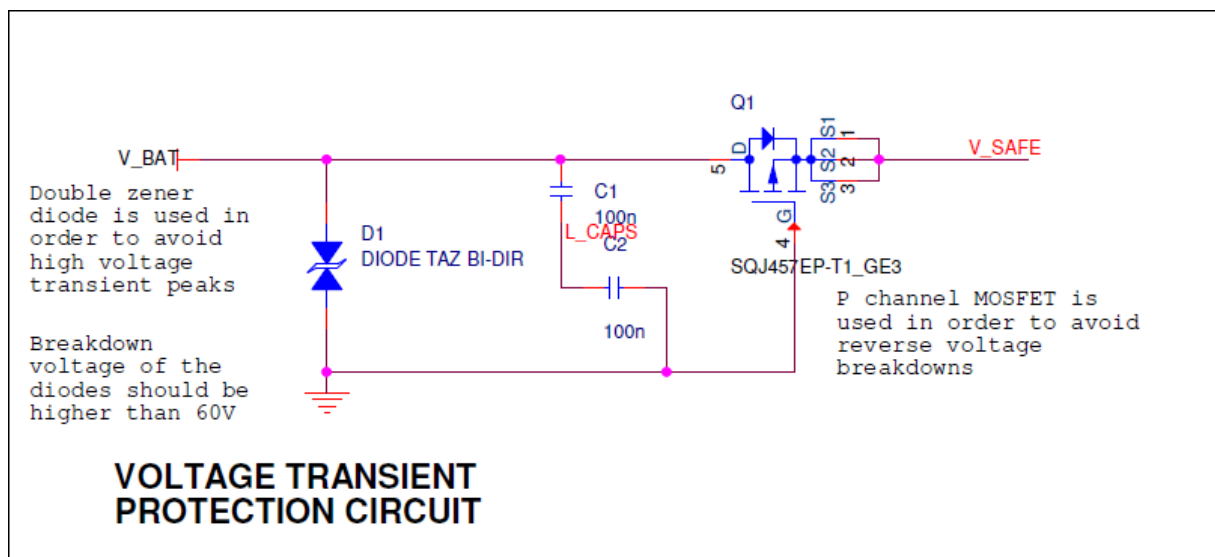 Q1
V_BAT
5
D
S1
1
S2
2
S3
3
V_SAFE
Double zener
diode is used in
order to avoid
high voltage
transient peaks
C1
100n
L_CAPS
C2
100n
D1
DIODE TAZ BI-DIR
G
4
SQJ457EP-T1_GE3
P channel MOSFET is
used in order to avoid
reverse voltage
breakdowns
Breakdown
voltage of the
diodes should be
higher than 60V
VOLTAGE TRANSIENT
PROTECTION CIRCUIT